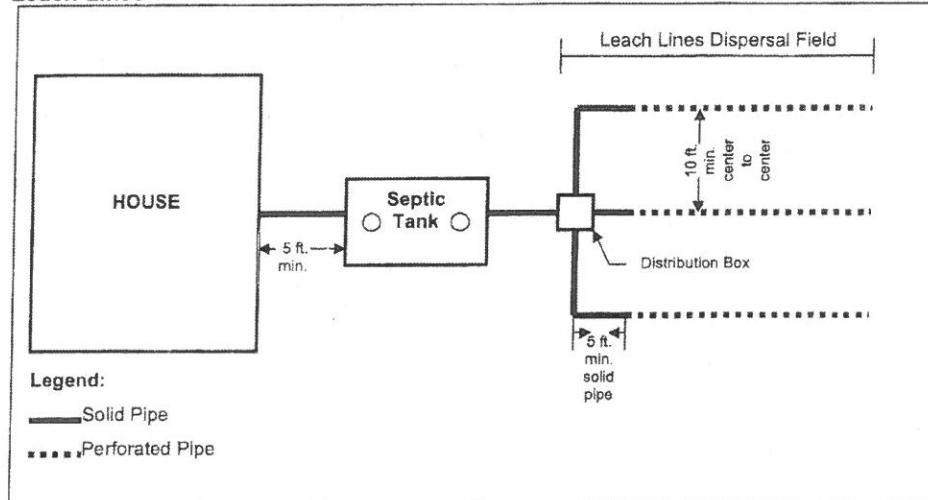 Leach Lines Dispersal Field
HOUSE
Septic
Tank
5 ft.
min.
10 ft.
min.
center
to
center
Distribution Box
5 ft.
min.
solid
pipe
Legend:
Solid Pipe
Perforated Pipe